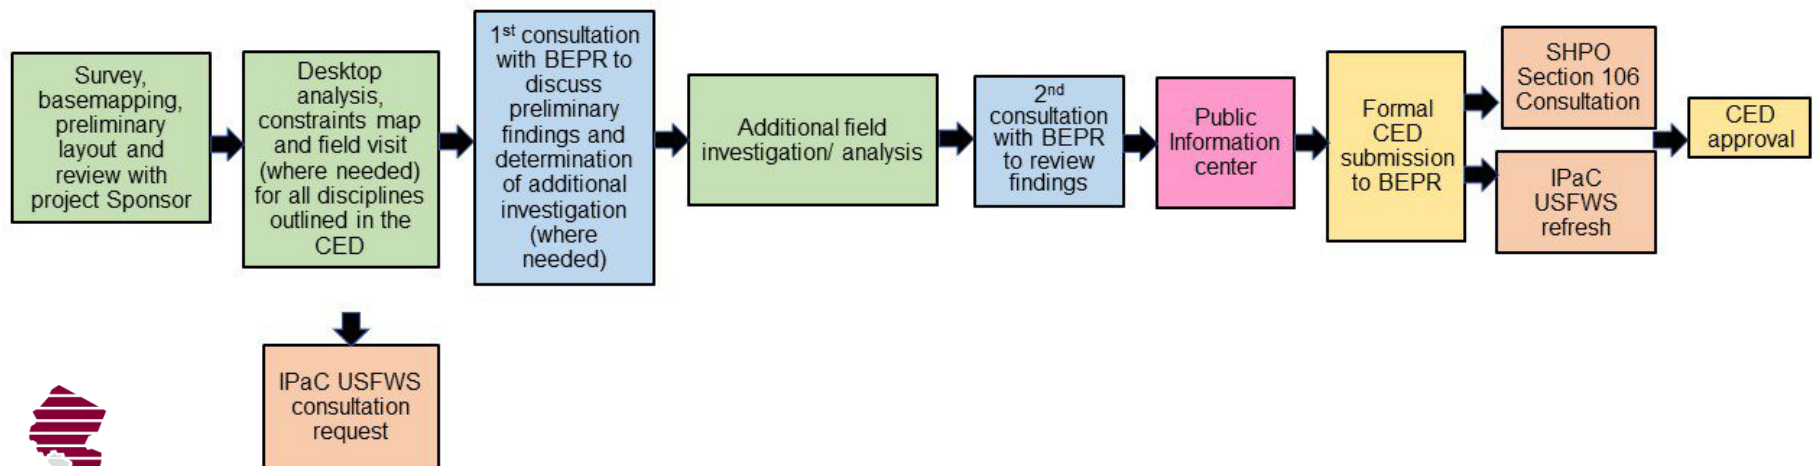 Survey,
basemapping,
preliminary
layout and
review with
project Sponsor
Desktop
analysis,
constraints map
and field visit
(where needed)
for all disciplines
outlined in the
CED
IPaC USFWS
consultation
request
1st consultation
with BEPR to
discuss
preliminary
findings and
determination
of additional
investigation
(where
needed)
Additional field
investigation/ analysis
2nd
consultation
with BEPR
to review
findings
Public
Information
center
Formal
CED
submission
to BEPR
SHPO
Section 106
Consultation
IPaC
USFWS
refresh
CED
approval